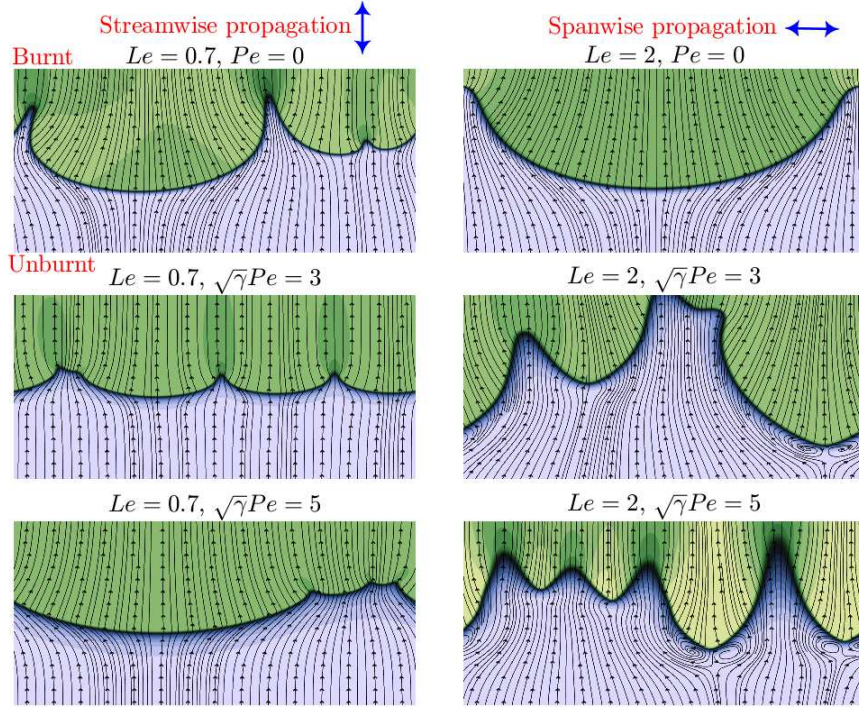 Streamwise propagation
Spanwise propagation
Burnt
Le = 0.7, Pe = 0
Le = 2, Pe = 0
Unburnt
Le = 0.7, √γPe = 3
Le = 2, √γPe = 3
Le = 0.7, √γPe = 5
Le = 2, √γPe = 5